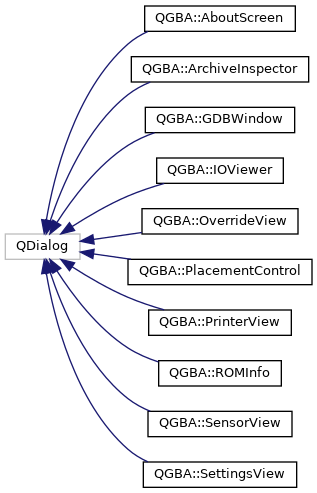 QGBA::AboutScreen
QGBA::ArchiveInspector
QGBA::GDBWindow
QGBA::IOViewer
QGBA::OverrideView
QDialog
QGBA::PlacementControl
QGBA::PrinterView
QGBA::ROMInfo
QGBA::SensorView
QGBA::SettingsView